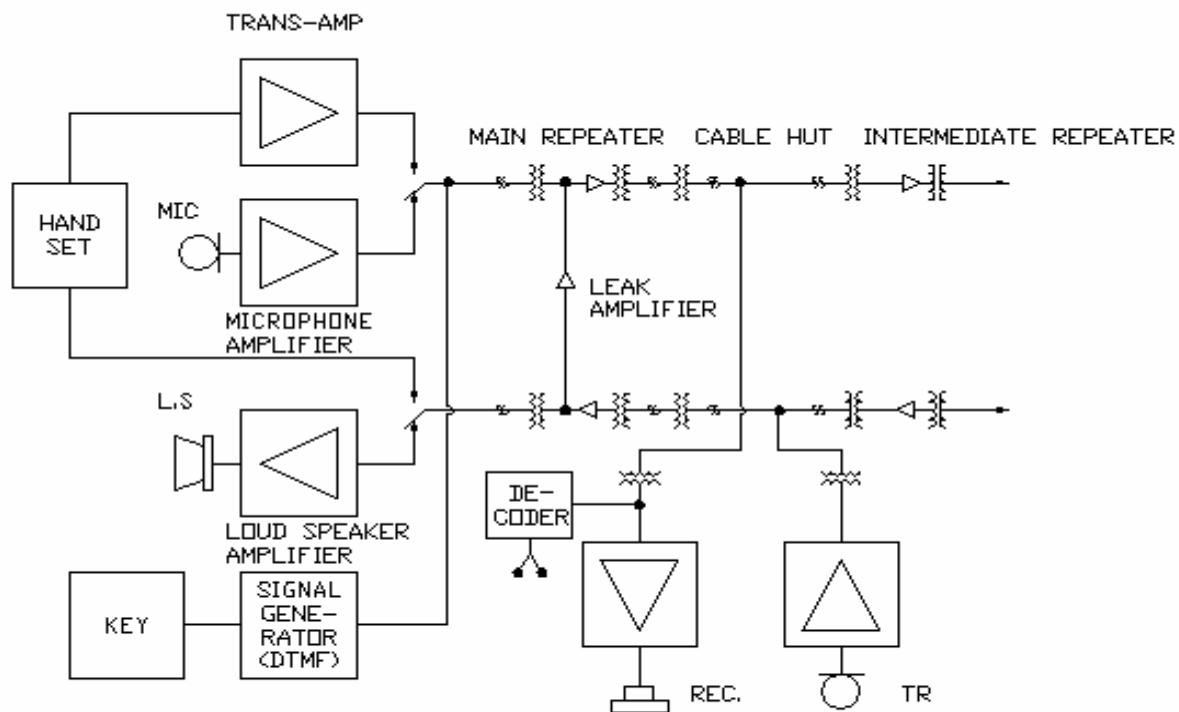 TRANS-AMP
MAIN REPEATER
CABLE HUT
INTERMEDIATE REPEATER
HAND
SET
MIC
MICROPHONE
AMPLIFIER
LEAK
AMPLIFIER
L.S
LOUD SPEAKER
AMPLIFIER
DE-
CODER
KEY
SIGNAL
GENE-
RATOR
(DTMF)
REC.
TR